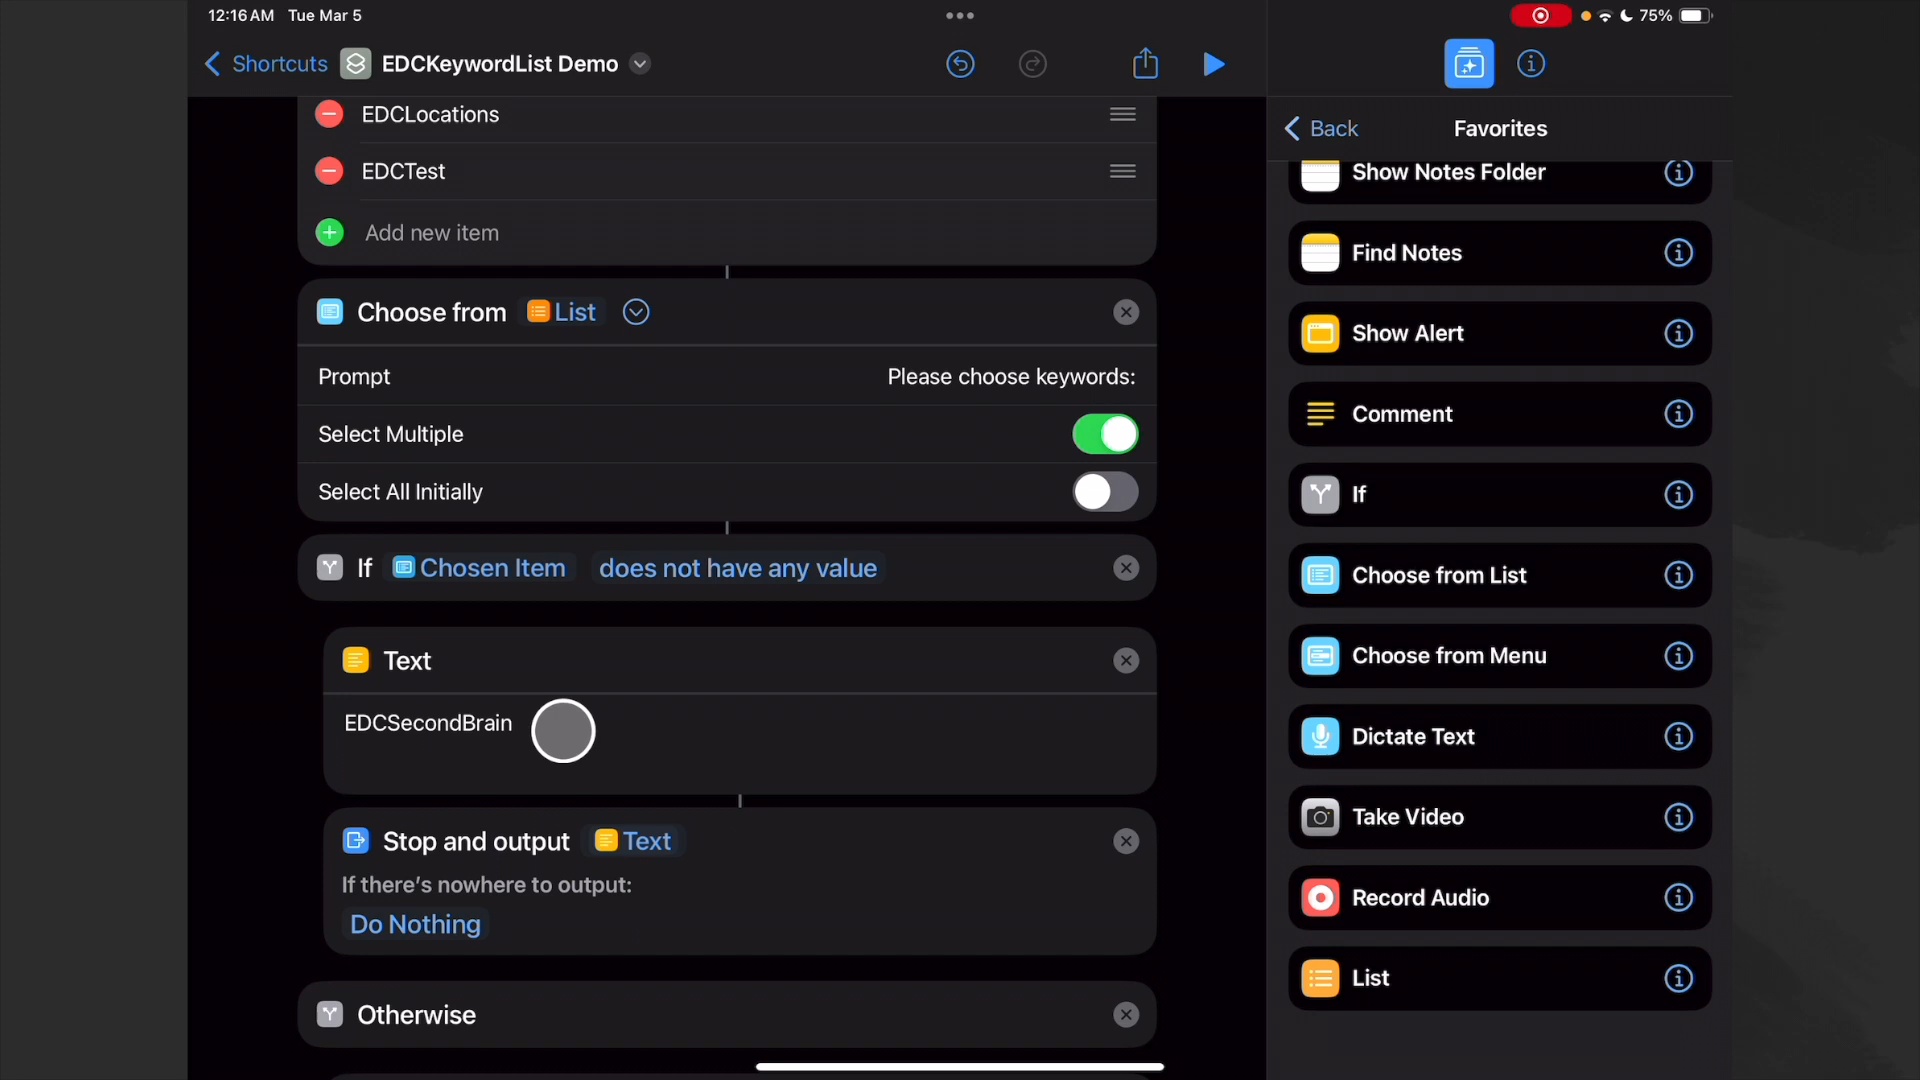 12:16 AM Tue Mar 5
75%
Shortcuts EDCKeywordList Demo
EDCLocations
EDCTest
Add new item
Choose from List
Prompt Please choose keywords:
Select Multiple
Select All Initially
If Chosen Item does not have any value
Text
EDCSecondBrain
Stop and output Text
If there's nowhere to output:
Do Nothing
Otherwise
Back Favorites
Show Notes Folder
Find Notes
Show Alert
Comment
If
Choose from List
Choose from Menu
Dictate Text
Take Video
Record Audio
List